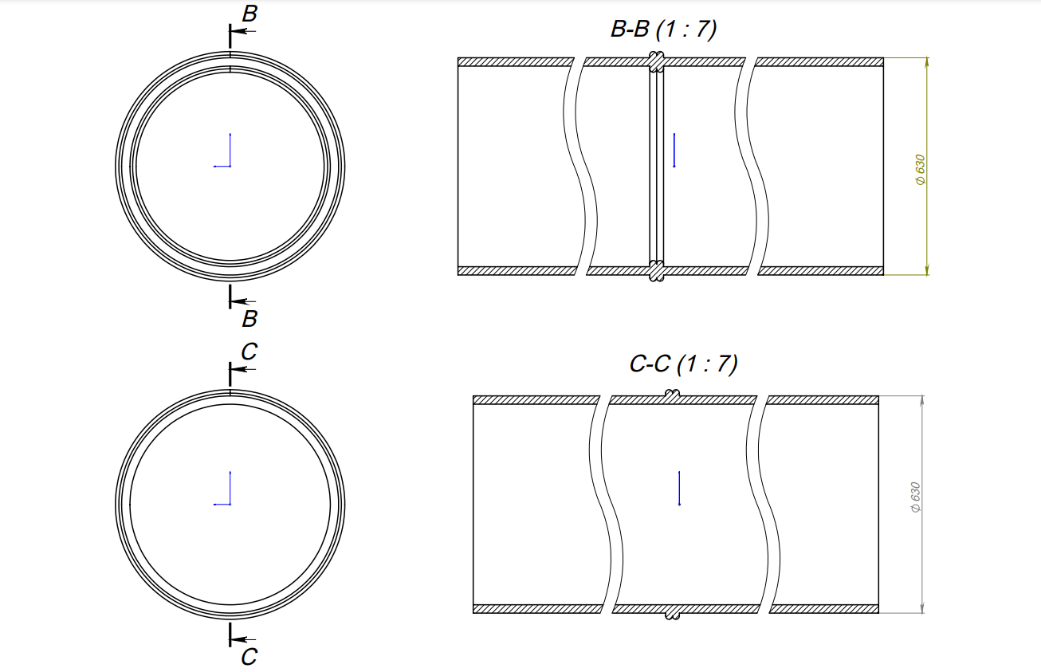 B
B-B (1 : 7)
⌀ 630
B
C
C-C (1 : 7)
⌀ 630
C